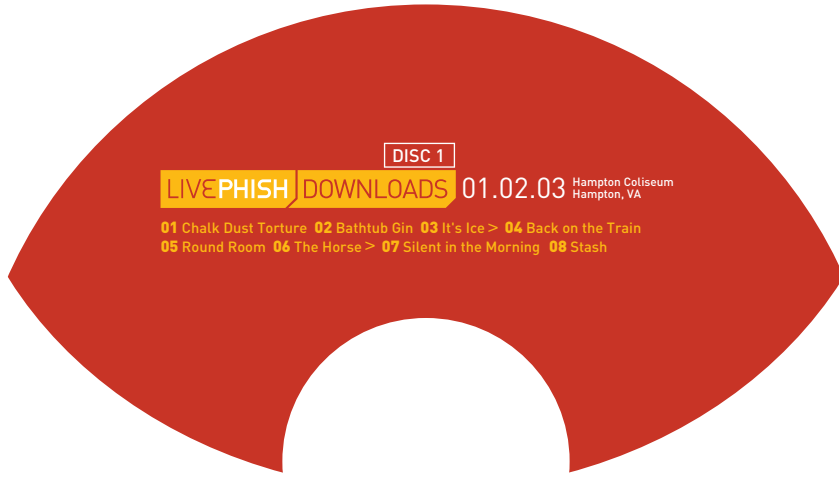 DISC 1
LIVEPHISH DOWNLOADS 01.02.03 Hampton Coliseum
Hampton, VA
01 Chalk Dust Torture 02 Bathtub Gin 03 It's Ice > 04 Back on the Train
05 Round Room 06 The Horse > 07 Silent in the Morning 08 Stash